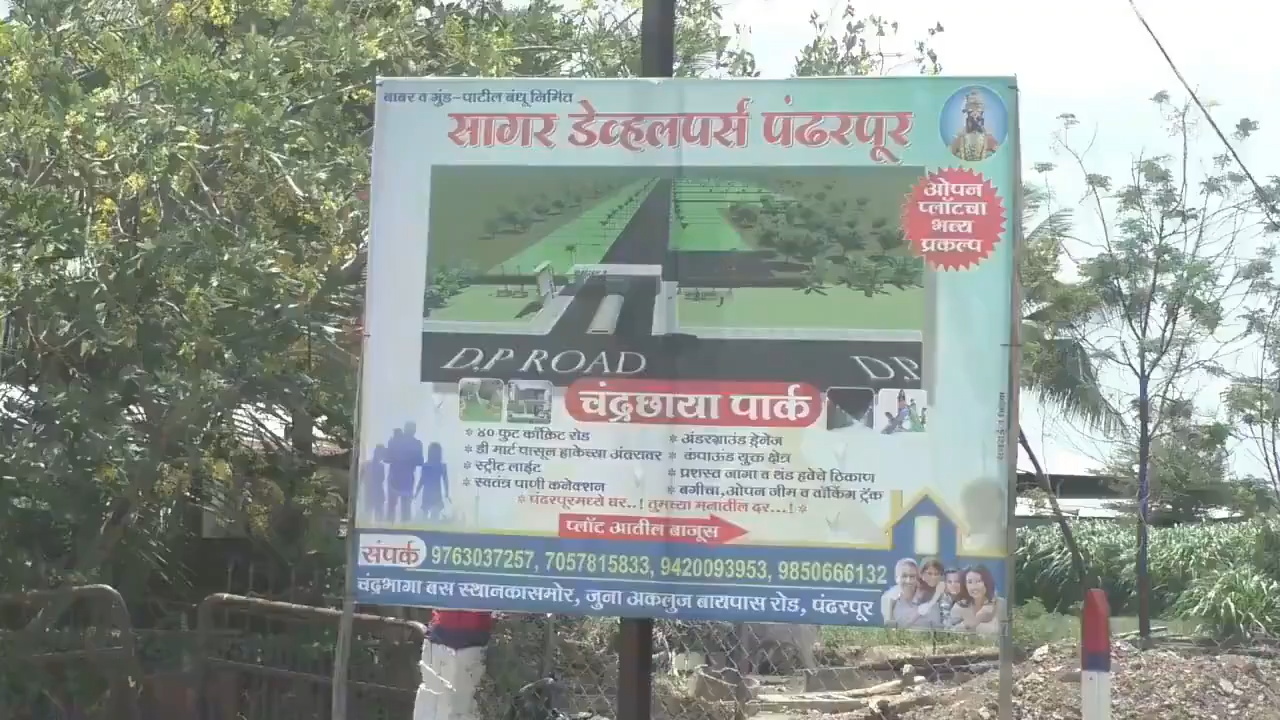 बाबर व गुंड-पाटील बंधू निर्मित
सागर डेव्हलपर्स पंढरपूर
ओपन
प्लॉटचा
भव्य
प्रकल्प
D.P ROAD
D.P
चंद्रछाया पार्क
* ४० फुट काँक्रिट रोड
* डी मार्ट पासून हाकेच्या अंतरावर
* स्ट्रीट लाईट
* स्वतंत्र पाणी कनेक्शन
* अंडरग्राउंड ड्रेनेज
* कंपाऊंड युक्त क्षेत्र
* प्रशस्त जागा व थंड हवेचे ठिकाण
* बगीचा,ओपन जीम व वॉकिंग ट्रॅक
* पंढरपूरमध्ये घर..! तुमच्या मनातील दर...! *
प्लॉट आतील बाजुस
संपर्क 9763037257, 7057815833, 9420093953, 9850666132
चंद्रभागा बस स्थानकासमोर, जुना अकलुज बायपास रोड, पंढरपूर